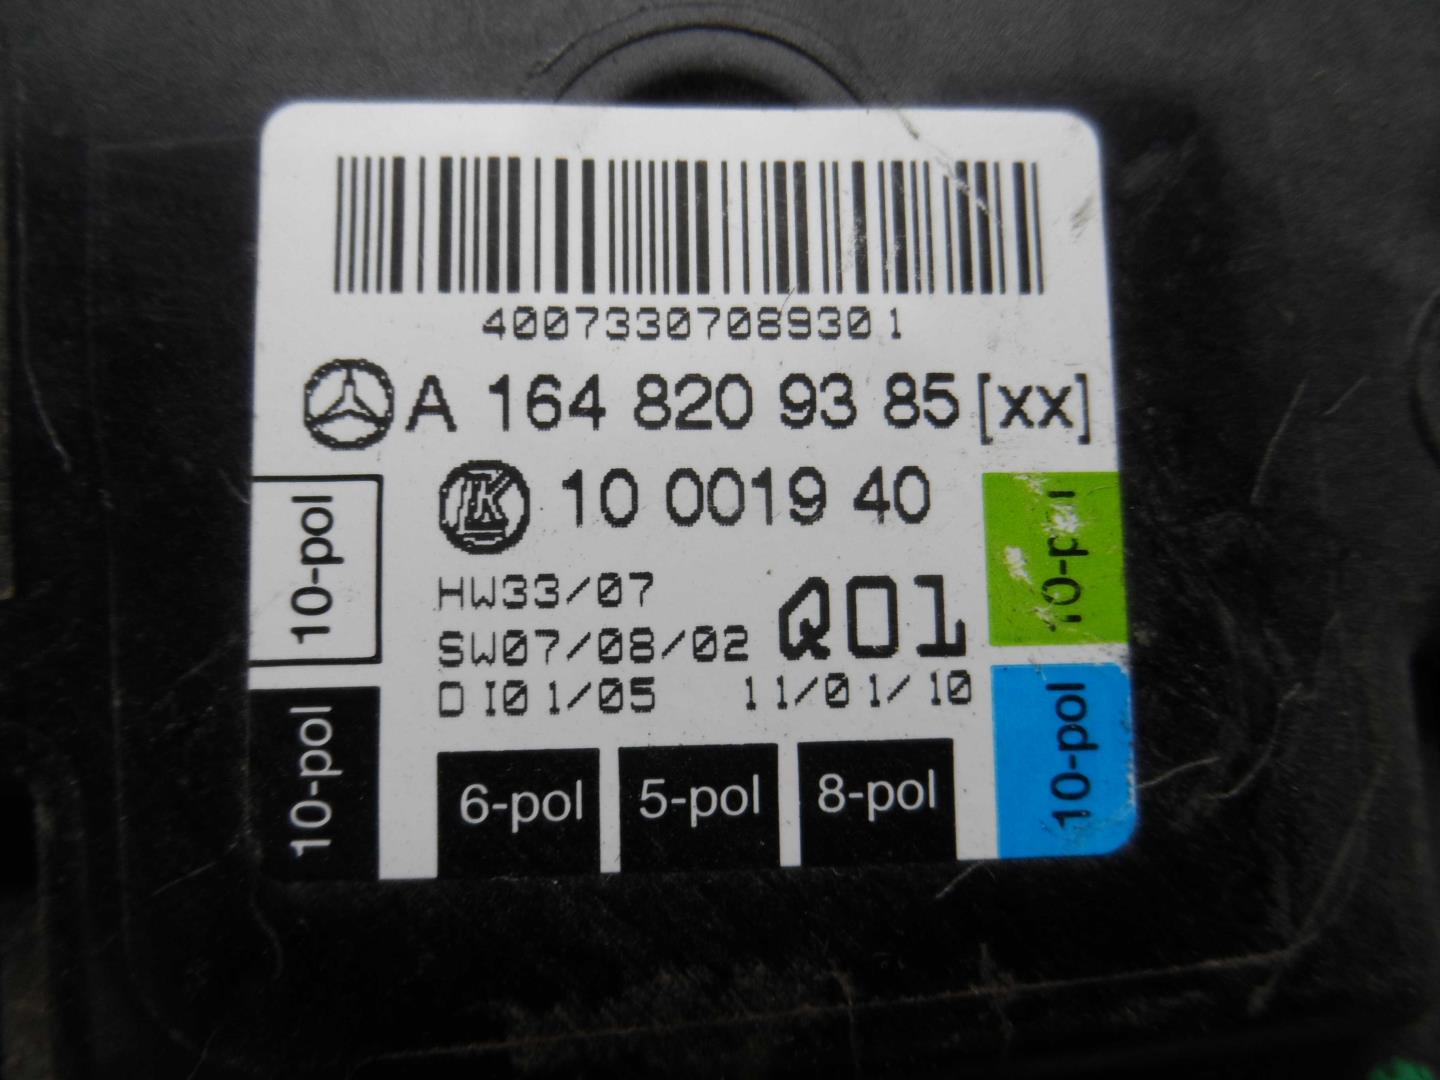 40073307089301
A 164 820 93 85 [xx]
10 0019 40
HW33/07
SW07/08/02 Q01
DI01/05 11/01/10
10-pol
10-pol
6-pol 5-pol 8-pol
10-pol
10-pol